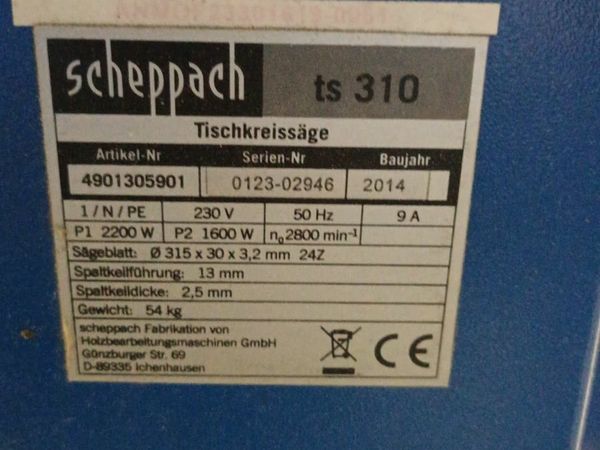 scheppach ts 310
Tischkreissäge
Artikel-Nr Serien-Nr Baujahr
4901305901 0123-02946 2014
1/N/PE 230 V 50 Hz 9 A
P1 2200 W P2 1600 W n₀2800 min⁻¹
Sägeblatt: Ø 315 x 30 x 3,2 mm 24Z
Spaltkeilführung: 13 mm
Spaltkeildicke: 2,5 mm
Gewicht: 54 kg
scheppach Fabrikation von
Holzbearbeitungsmaschinen GmbH
Günzburger Str. 69
D-89335 Ichenhausen
CE